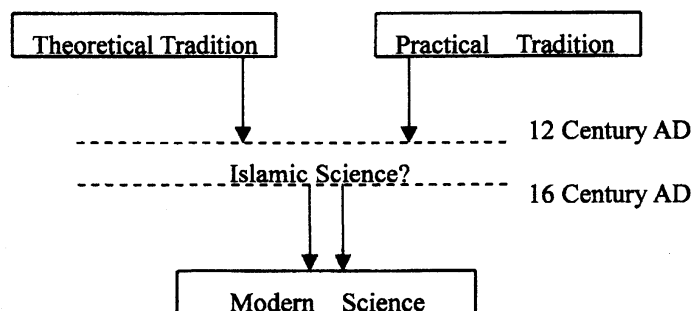 Theoretical Tradition
Practical Tradition
12 Century AD
Islamic Science?
16 Century AD
Modern Science